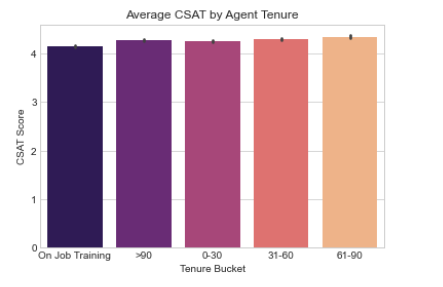 Average CSAT by Agent Tenure
CSAT Score
4
3
2
1
0
On Job Training >90 0-30 31-60 61-90
Tenure Bucket